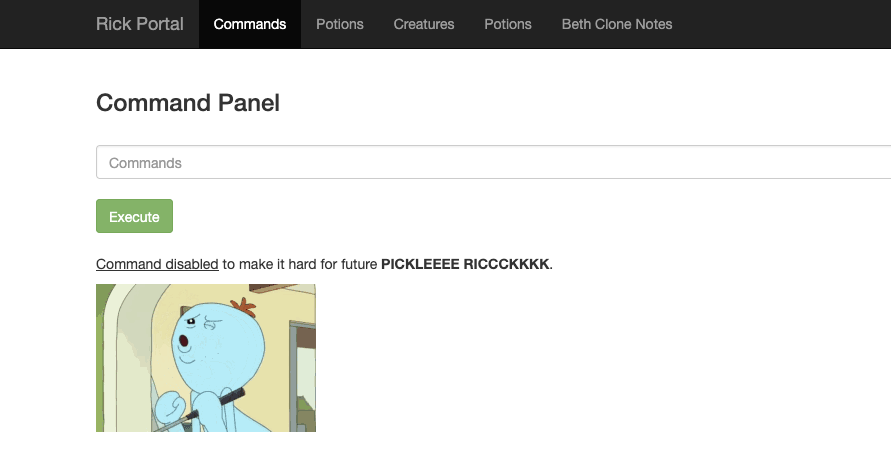 Rick Portal Commands Potions Creatures Potions Beth Clone Notes
Command Panel
Commands
Execute
Command disabled to make it hard for future PICKLEEEE RICCCKKKK.